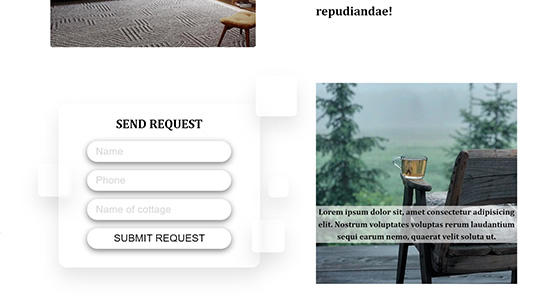 repudiandae!
SEND REQUEST
Name
Phone
Name of cottage
SUBMIT REQUEST
Lorem ipsum dolor sit, amet consectetur adipisicing
elit. Nostrum voluptates voluptas rerum laudantium
sequi earum nemo, quaerat velit soluta ut.